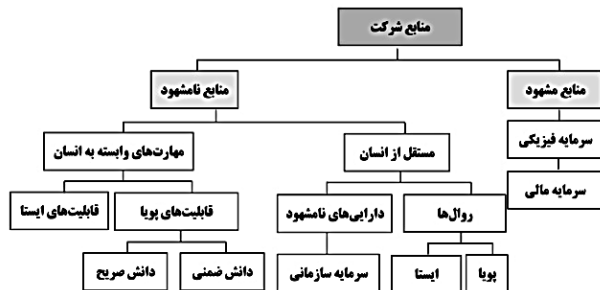 منابع شرکت
منابع مشهود
منابع نامشهود
سرمایه فیزیکی
مستقل از انسان
مهارت‌های وابسته به انسان
سرمایه مالی
روال‌ها
دارایی‌های نامشهود
قابلیت‌های پویا
قابلیت‌های ایستا
پویا
ایستا
سرمایه سازمانی
دانش ضمنی
دانش صریح